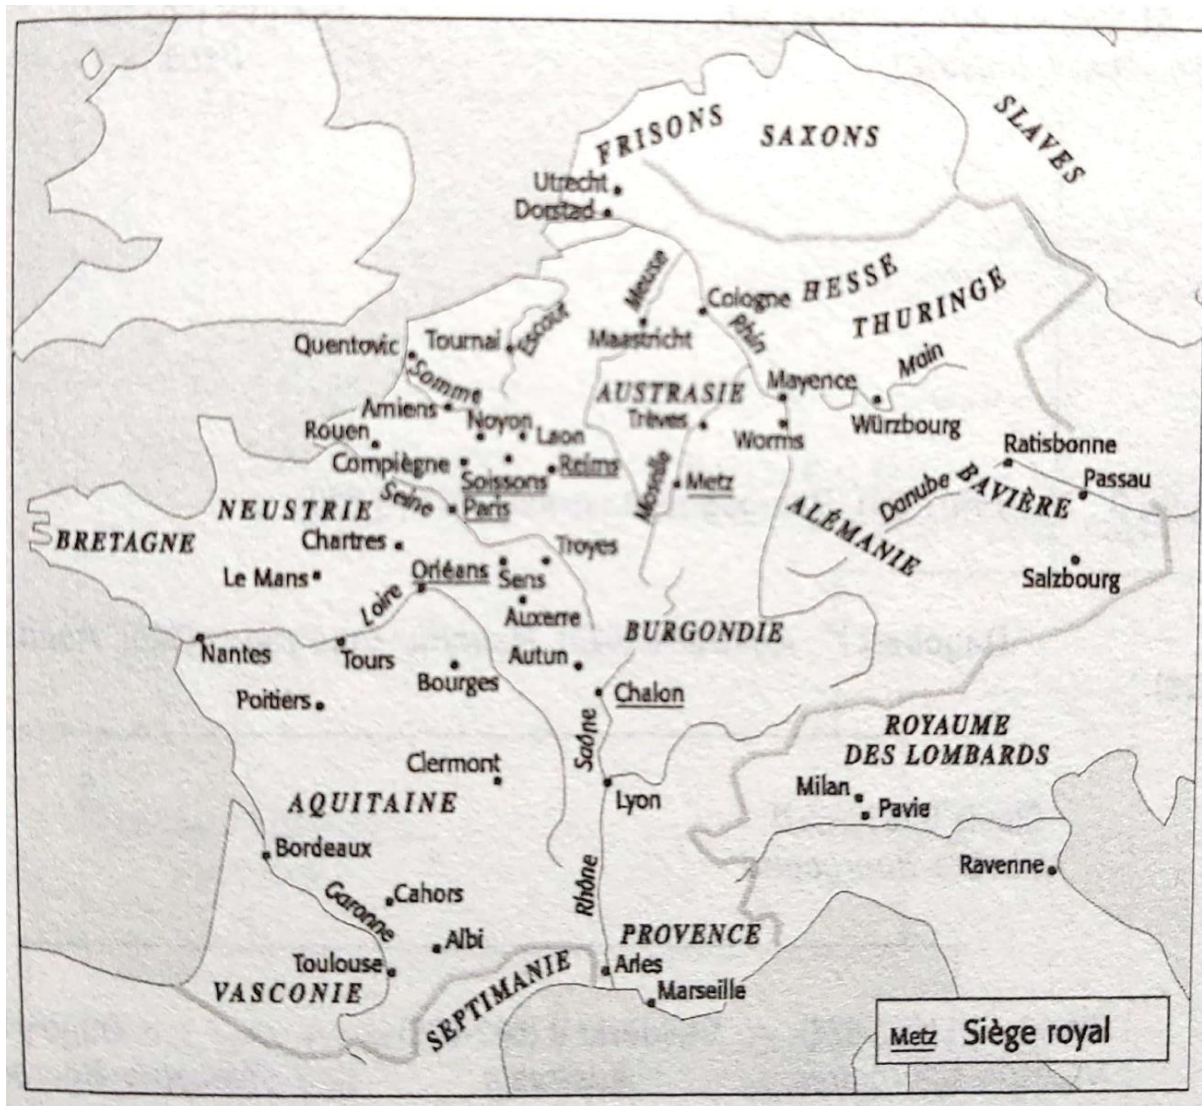 SLAVES
FRISONS
SAXONS
Utrecht
Dorstad
Meuse
Cologne
HESSE
Rhin
THURINGE
Quentovic
Tournai
Escaut
Maastricht
Somme
Main
AUSTRASIE
Mayence
Amiens
Noyon
Laon
Trèves
Worms
Würzbourg
Rouen
Ratisbonne
Compiègne
Soissons
Reims
Moselle
Metz
Passau
Seine
Paris
Danube
BAVIÈRE
NEUSTRIE
ALÉMANIE
BRETAGNE
Chartres
Troyes
Le Mans
Orléans
Sens
Salzbourg
Loire
Auxerre
BURGONDIE
Nantes
Tours
Bourges
Autun
Poitiers
Chalon
Saône
ROYAUME
DES LOMBARDS
Clermont
Lyon
Milan
Pavie
AQUITAINE
Bordeaux
Ravenne
Rhône
Garonne
Cahors
Albi
PROVENCE
Toulouse
Arles
VASCONIE
SEPTIMANIE
Marseille
Metz Siège royal